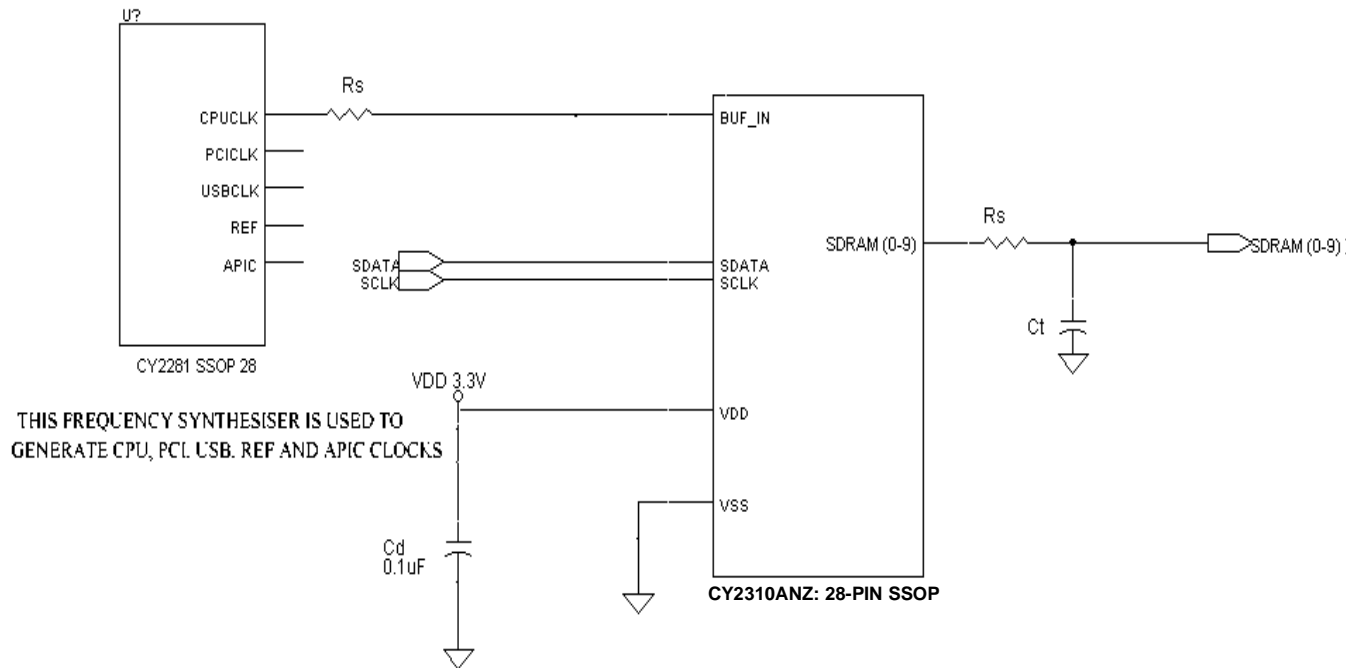 U?
Rs
CPUCLK
PCICLK
USBCLK
REF
APIC
CY2281 SSOP 28
THIS FREQUENCY SYNTHESISER IS USED TO
GENERATE CPU, PCI. USB. REF AND APIC CLOCKS
SDATA
SCLK
VDD 3.3V
Cd
0.1uF
BUF_IN
SDATA
SCLK
VDD
VSS
SDRAM (0-9)
CY2310ANZ: 28-PIN SSOP
Rs
Ct
SDRAM (0-9)